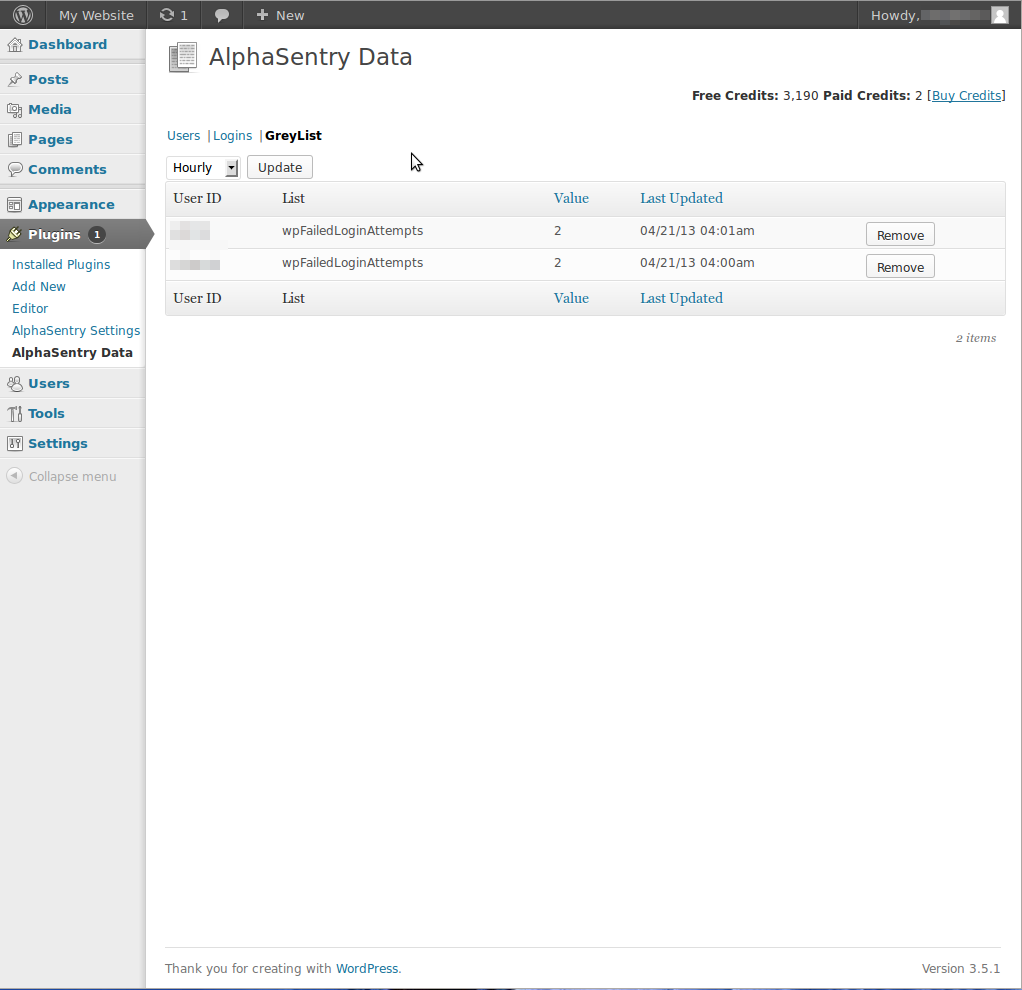 My Website 1 New Howdy,
Dashboard
Posts
Media
Pages
Comments
Appearance
Plugins 1
Installed Plugins
Add New
Editor
AlphaSentry Settings
AlphaSentry Data
Users
Tools
Settings
Collapse menu
AlphaSentry Data
Free Credits: 3,190 Paid Credits: 2 [Buy Credits]
Users | Logins | GreyList
Hourly Update
User ID List Value Last Updated
wpFailedLoginAttempts 2 04/21/13 04:01am Remove
wpFailedLoginAttempts 2 04/21/13 04:00am Remove
User ID List Value Last Updated
2 items
Thank you for creating with WordPress. Version 3.5.1